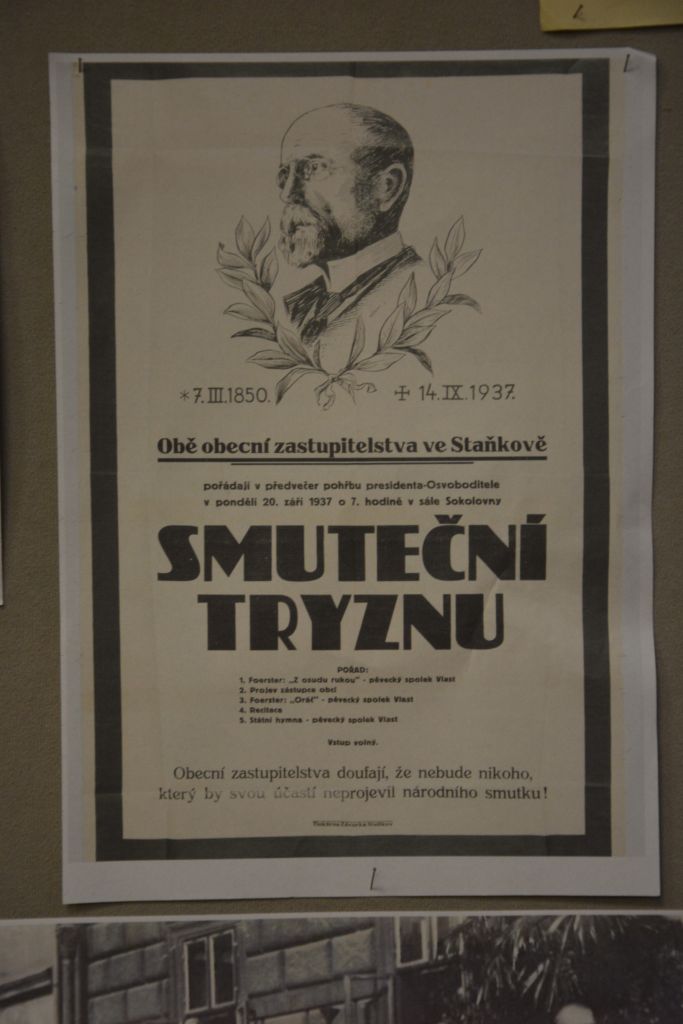 *7.III.1850.
✢ 14.IX.1937.
Obě obecní zastupitelstva ve Staňkově
pořádají v předvečer pohřbu presidenta-Osvoboditele
v pondělí 20. září 1937 o 7. hodině v sále Sokolovny
SMUTEČNÍ
TRYZNU
POŘAD:
1. Foerster: „Z osudu rukou" - pěvecký spolek Vlast
2. Projev zástupce obcí
3. Foerster: „Oráč" - pěvecký spolek Vlast
4. Recitace
5. Státní hymna - pěvecký spolek Vlast
Vstup volný.
Obecní zastupitelstva doufají, že nebude nikoho,
který by svou účastí neprojevil národního smutku!